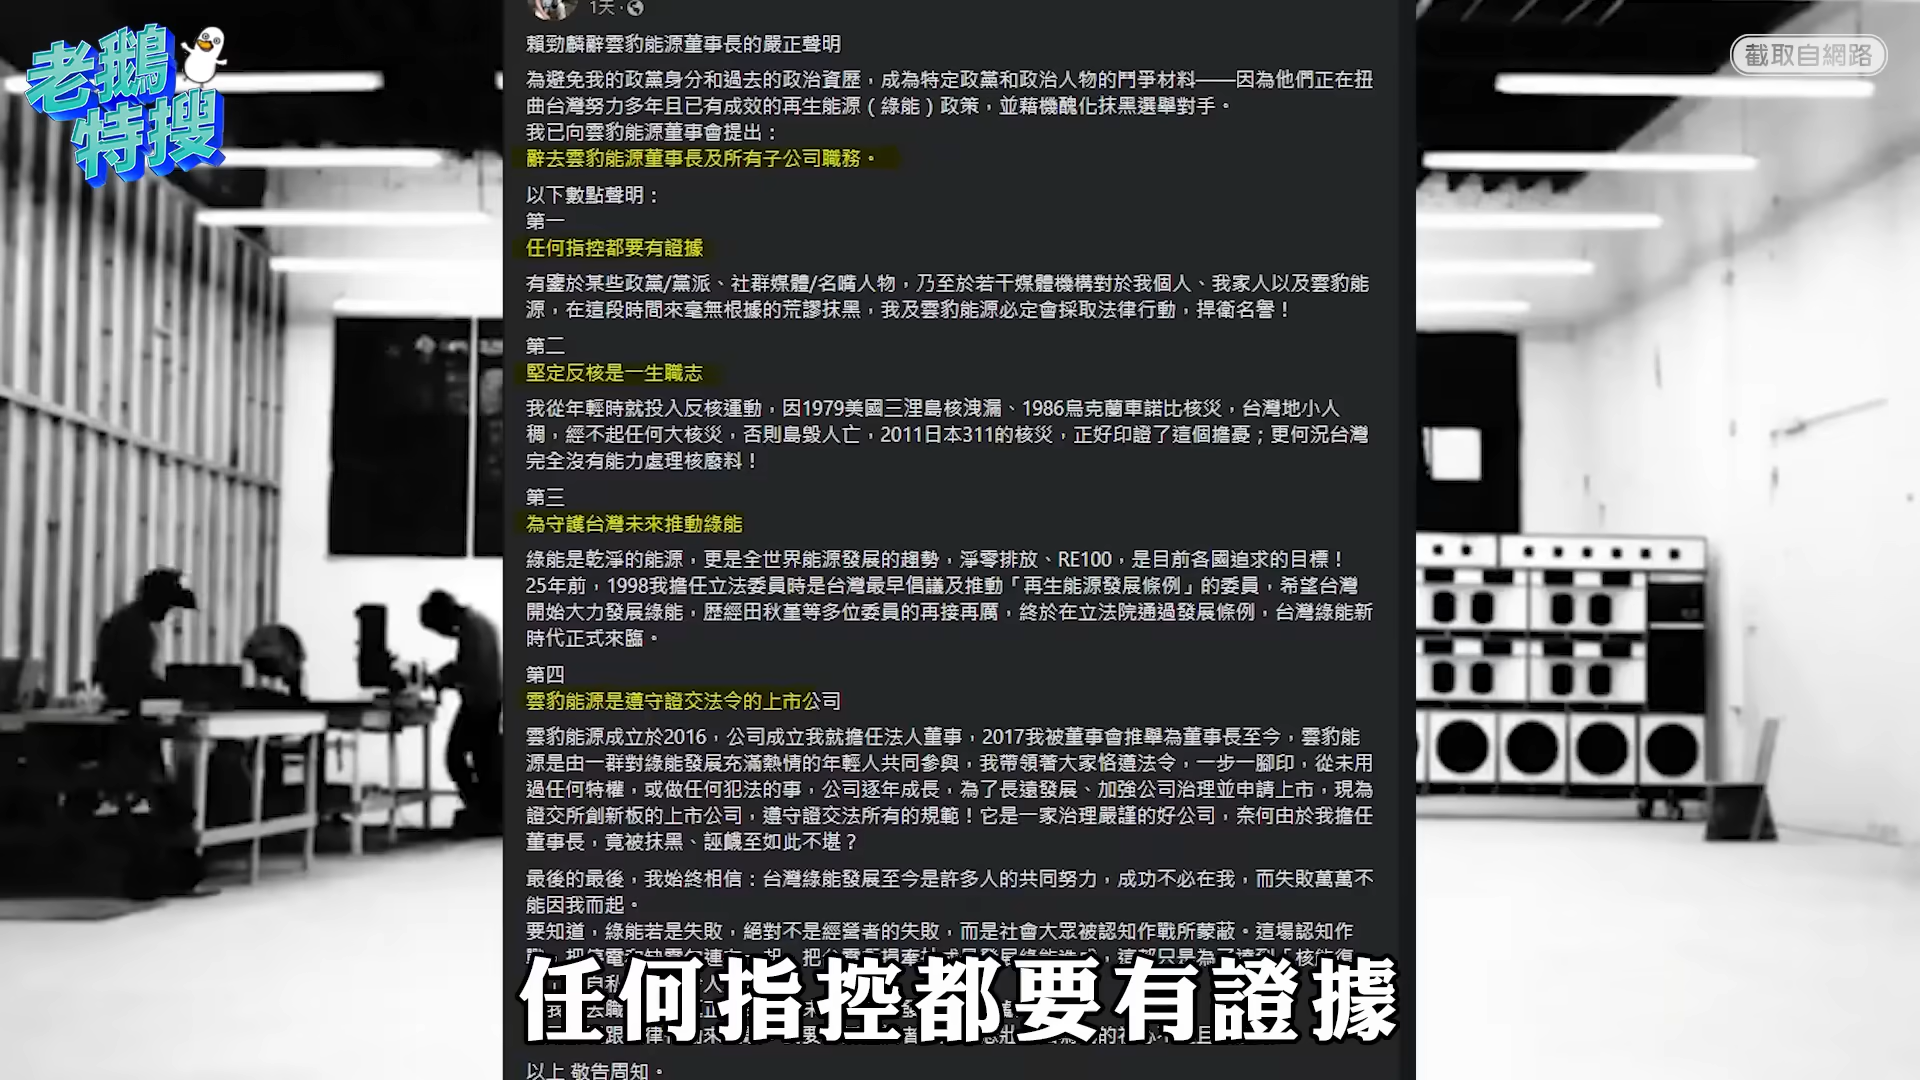 老鵝
特搜
截取自網路
1天
賴勁麟辭雲豹能源董事長的嚴正聲明
為避免我的政黨身分和過去的政治資歷，成為特定政黨和政治人物的鬥爭材料——因為他們正在扭
曲台灣努力多年且已有成效的再生能源（綠能）政策，並藉機醜化抹黑選舉對手。
我已向雲豹能源董事會提出：
辭去雲豹能源董事長及所有子公司職務。
以下數點聲明：
第一
任何指控都要有證據
有鑒於某些政黨/黨派、社群媒體/名嘴人物，乃至於若干媒體機構對於我個人、我家人以及雲豹能
源，在這段時間來毫無根據的荒謬抹黑，我及雲豹能源必定會採取法律行動，捍衛名譽！
第二
堅定反核是一生職志
我從年輕時就投入反核運動，因1979美國三浬島核洩漏、1986烏克蘭車諾比核災，台灣地小人
稠，經不起任何大核災，否則島毀人亡，2011日本311的核災，正好印證了這個擔憂；更何況台灣
完全沒有能力處理核廢料！
第三
為守護台灣未來推動綠能
綠能是乾淨的能源，更是全世界能源發展的趨勢，淨零排放、RE100，是目前各國追求的目標！
25年前，1998我擔任立法委員時是台灣最早倡議及推動「再生能源發展條例」的委員，希望台灣
開始大力發展綠能，歷經田秋堇等多位委員的再接再厲，終於在立法院通過發展條例，台灣綠能新
時代正式來臨。
第四
雲豹能源是遵守證交法令的上市公司
雲豹能源成立於2016，公司成立我就擔任法人董事，2017我被董事會推舉為董事長至今，雲豹能
源是由一群對綠能發展充滿熱情的年輕人共同參與，我帶領著大家恪遵法令，一步一腳印，從未用
過任何特權，或做任何犯法的事，公司逐年成長，為了長遠發展、加強公司治理並申請上市，現為
證交所創新板的上市公司，遵守證交法所有的規範！它是一家治理嚴謹的好公司，奈何由於我擔任
董事長，竟被抹黑、誣衊至如此不堪？
最後的最後，我始終相信：台灣綠能發展至今是許多人的共同努力，成功不必在我，而失敗萬萬不
能因我而起。
要知道，綠能若是失敗，絕對不是經營者的失敗，而是社會大眾被認知作戰所蒙蔽。這場認知作
任何指控都要有證據
以上 敬告周知。